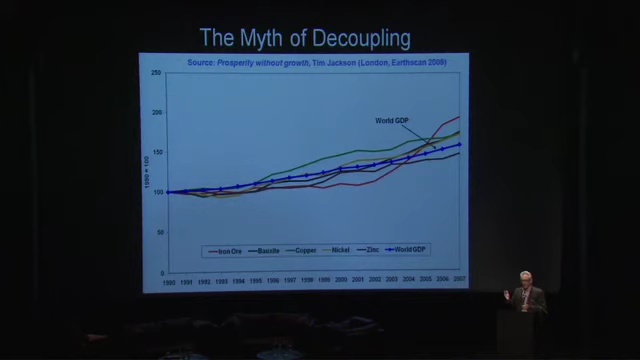 The Myth of Decoupling
Source: Prosperity without growth, Tim Jackson (London, Earthscan 2009)
250
200
150
100
50
0
1990 = 100
World GDP
Iron Ore Bauxite Copper Nickel Zinc World GDP
1990 1991 1992 1993 1994 1995 1996 1997 1998 1999 2000 2001 2002 2003 2004 2005 2006 2007